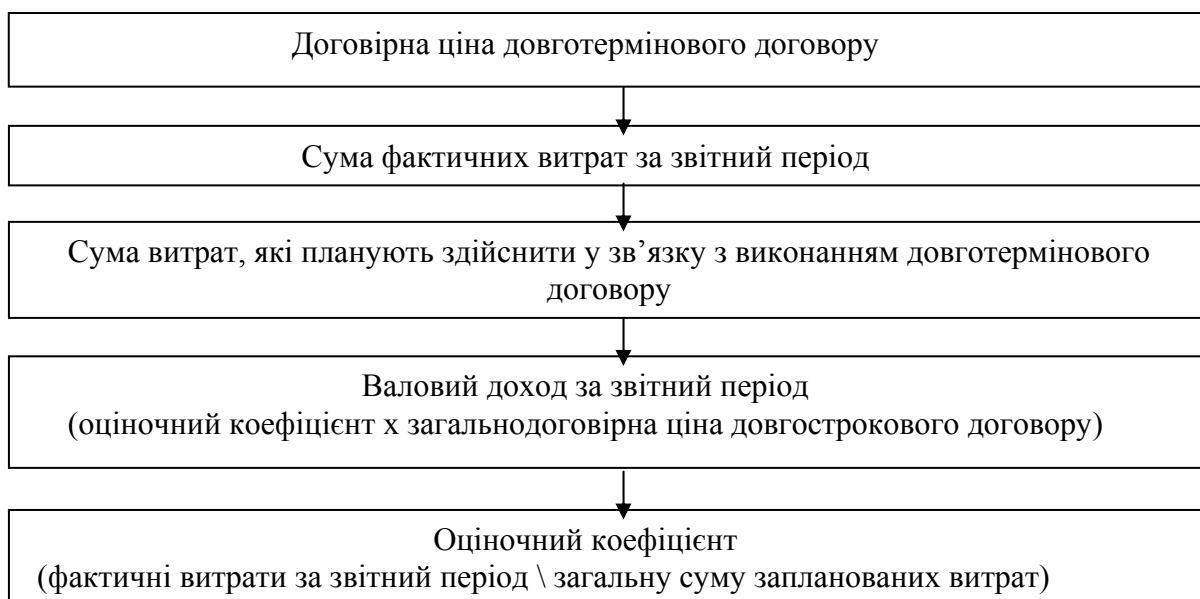 Договірна ціна довготермінового договору
Сума фактичних витрат за звітний період
Сума витрат, які планують здійснити у зв’язку з виконанням довготермінового
договору
Валовий доход за звітний період
(оціночний коефіцієнт х загальнодоговірна ціна довгострокового договору)
Оціночний коефіцієнт
(фактичні витрати за звітний період \ загальну суму запланованих витрат)